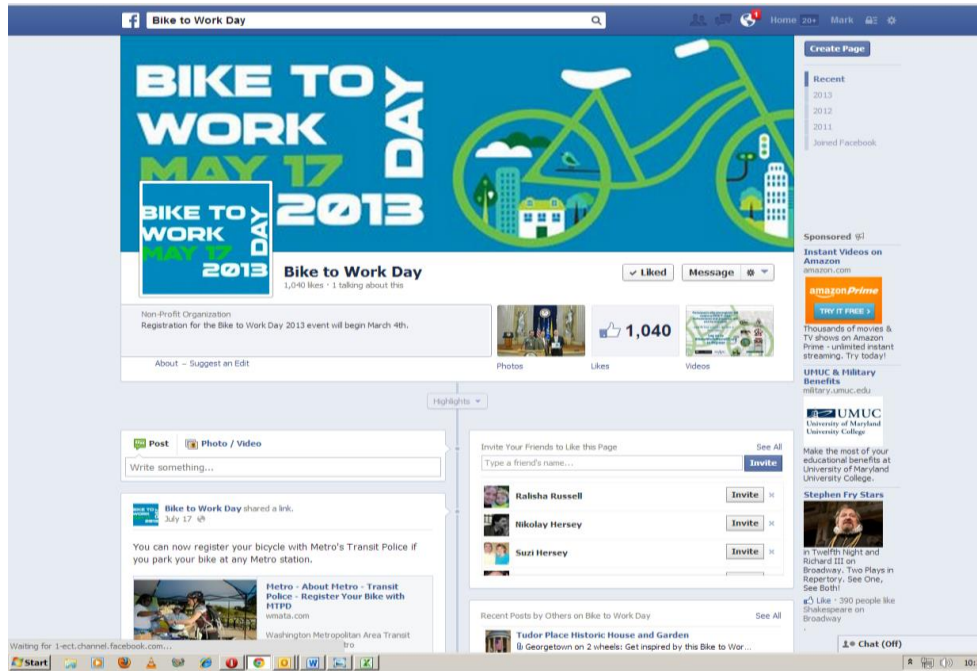 Bike to Work Day
1
Home 20+ Mark
BIKE TO
WORK
DAY
MAY 17
2013
BIKE TO
WORK
DAY
MAY 17
2013
Bike to Work Day
1,040 likes · 1 talking about this
Liked
Message
Non-Profit Organization
Registration for the Bike to Work Day 2013 event will begin March 4th.
About – Suggest an Edit
Photos
1,040
Likes
Videos
Highlights
Post
Photo / Video
Write something...
Bike to Work Day shared a link.
July 17
You can now register your bicycle with Metro's Transit Police if
you park your bike at any Metro station.
Metro - About Metro - Transit
Police - Register Your Bike with
MTPD
wmata.com
Washington Metropolitan Area Transit
Invite Your Friends to Like this Page
See All
Type a friend's name...
Invite
Ralisha Russell
Invite ×
Nikolay Hersey
Invite ×
Suzi Hersey
Invite ×
Recent Posts by Others on Bike to Work Day
See All
Tudor Place Historic House and Garden
Georgetown on 2 wheels: Get inspired by this Bike to Wor...
Create Page
Recent
2013
2012
2011
Joined Facebook
Sponsored
Instant Videos on
Amazon
amazon.com
amazonPrime
TRY IT FREE >
Thousands of movies &
TV shows on Amazon
Prime - unlimited instant
streaming. Try today!
UMUC & Military
Benefits
military.umuc.edu
UMUC
University of Maryland
University College
Make the most of your
educational benefits at
University of Maryland
University College.
Stephen Fry Stars
in Twelfth Night and
Richard III on
Broadway. Two Plays in
Repertory. See One,
See Both!
Like · 390 people like
Shakespeare on
Broadway
Chat (Off)
Waiting for 1-ect.channel.facebook.com...
Start